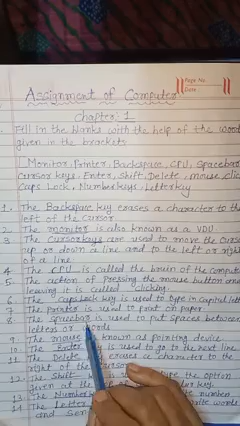 Page No.
Date
Assignment of Computer
Chapter: 1
Fill in the blanks with the help of the word
given in the brackets
Monitor, Printer, Backspace, CPU, Spacebar
Cursor keys, Enter, Shift, Delete, mouse, clic
Caps Lock, Number keys, Letter key
1. The Backspace key erases a character to the
left of the cursor
2. The monitor is also known as a VDU
3. The Cursor keys are used to move the cursor
up or down a line and to the left or right
of a line
4. The CPU is called the brain of the Compute
5. The action of pressing the mouse button and
leaving it is called clicking.
6. The Caps Lock key is used to type in Capital lett
7. The printer is used to print on paper
8. The spacebar is used to put spaces between
letters or words
9. The mouse is known as pointing device
10. The Enter key is used to go to the next line
11. The Delete erases a character to the
right of the cursor
12. The Shift type the option
given at the key
13. The number
14. The Letter write words
and